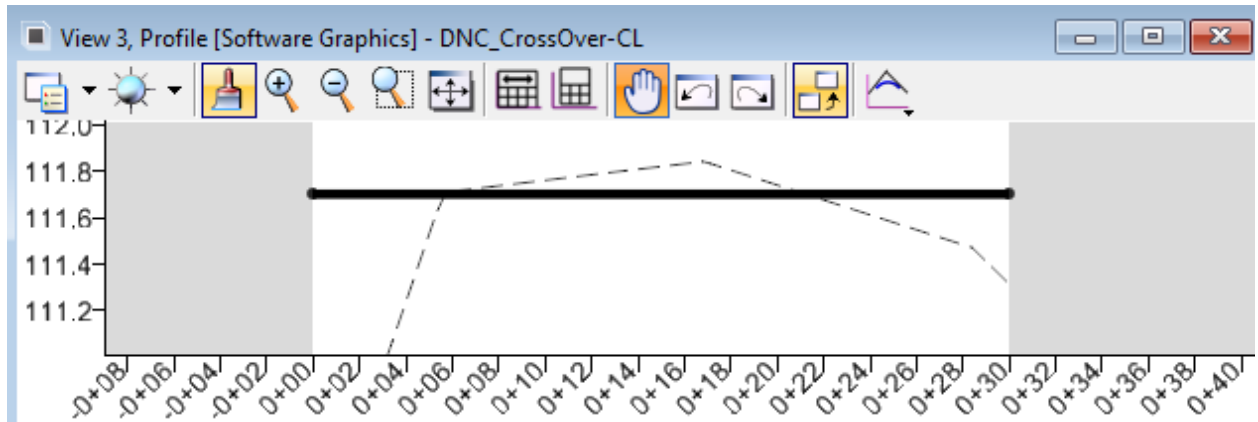 View 3, Profile [Software Graphics] - DNC_CrossOver-CL
112.0
111.8
111.6
111.4
111.2
-0+08 -0+06 -0+04 -0+02 0+00 0+02 0+04 0+06 0+08 0+10 0+12 0+14 0+16 0+18 0+20 0+22 0+24 0+26 0+28 0+30 0+32 0+34 0+36 0+38 0+40